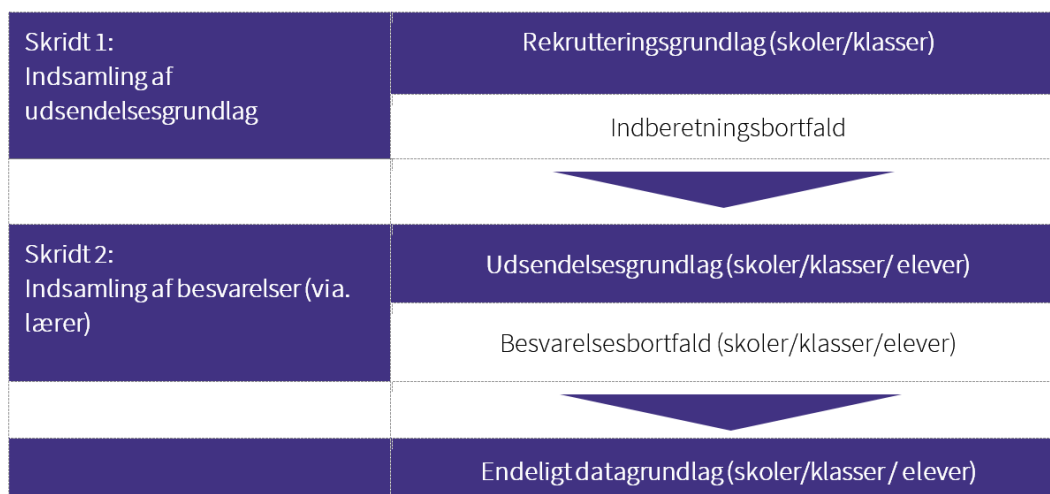 Skridt 1:
Indsamling af
udsendelsesgrundlag
Rekrutteringsgrundlag (skoler/klasser)
Indberetningsbortfald
Skridt 2:
Indsamling af besvarelser (via.
lærer)
Udsendelsesgrundlag (skoler/klasser/ elever)
Besvarelsesbortfald (skoler/klasser/elever)
Endeligt datagrundlag (skoler/klasser / elever)